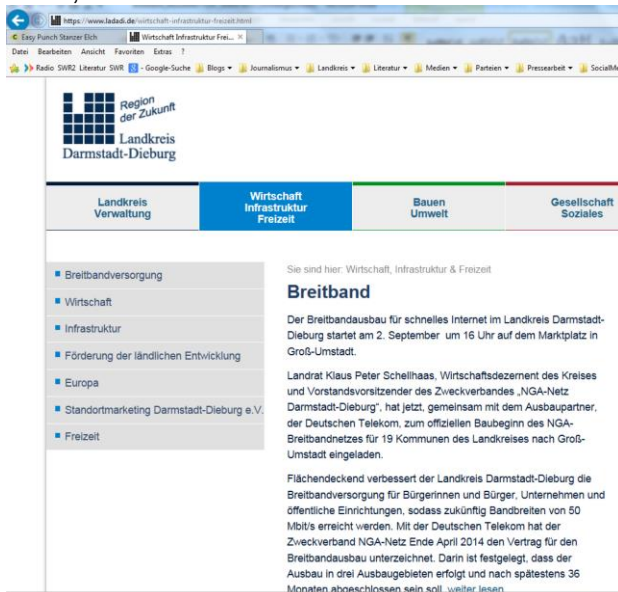 https://www.ladadi.de/wirtschaft-infrastruktur-freizeit.html
Easy Punch Stanzer Elch
Wirtschaft Infrastruktur Frei... ×
Datei Bearbeiten Ansicht Favoriten Extras ?
Radio SWR2 Literatur SWR - Google-Suche Blogs Journalismus Landkreis Literatur Medien Parteien Pressearbeit SocialMe
Region
der Zukunft
Landkreis
Darmstadt-Dieburg
Landkreis
Verwaltung
Wirtschaft
Infrastruktur
Freizeit
Bauen
Umwelt
Gesellschaft
Soziales
Breitbandversorgung
Wirtschaft
Infrastruktur
Förderung der ländlichen Entwicklung
Europa
Standortmarketing Darmstadt-Dieburg e.V.
Freizeit
Sie sind hier: Wirtschaft, Infrastruktur & Freizeit
Breitband
Der Breitbandausbau für schnelles Internet im Landkreis Darmstadt-
Dieburg startet am 2. September um 16 Uhr auf dem Marktplatz in
Groß-Umstadt.
Landrat Klaus Peter Schellhaas, Wirtschaftsdezernent des Kreises
und Vorstandsvorsitzender des Zweckverbandes „NGA-Netz
Darmstadt-Dieburg“, hat jetzt, gemeinsam mit dem Ausbaupartner,
der Deutschen Telekom, zum offiziellen Baubeginn des NGA-
Breitbandnetzes für 19 Kommunen des Landkreises nach Groß-
Umstadt eingeladen.
Flächendeckend verbessert der Landkreis Darmstadt-Dieburg die
Breitbandversorgung für Bürgerinnen und Bürger, Unternehmen und
öffentliche Einrichtungen, sodass zukünftig Bandbreiten von 50
Mbit/s erreicht werden. Mit der Deutschen Telekom hat der
Zweckverband NGA-Netz Ende April 2014 den Vertrag für den
Breitbandausbau unterzeichnet. Darin ist festgelegt, dass der
Ausbau in drei Ausbaugebieten erfolgt und nach spätestens 36
Monaten abgeschlossen sein soll. weiter lesen